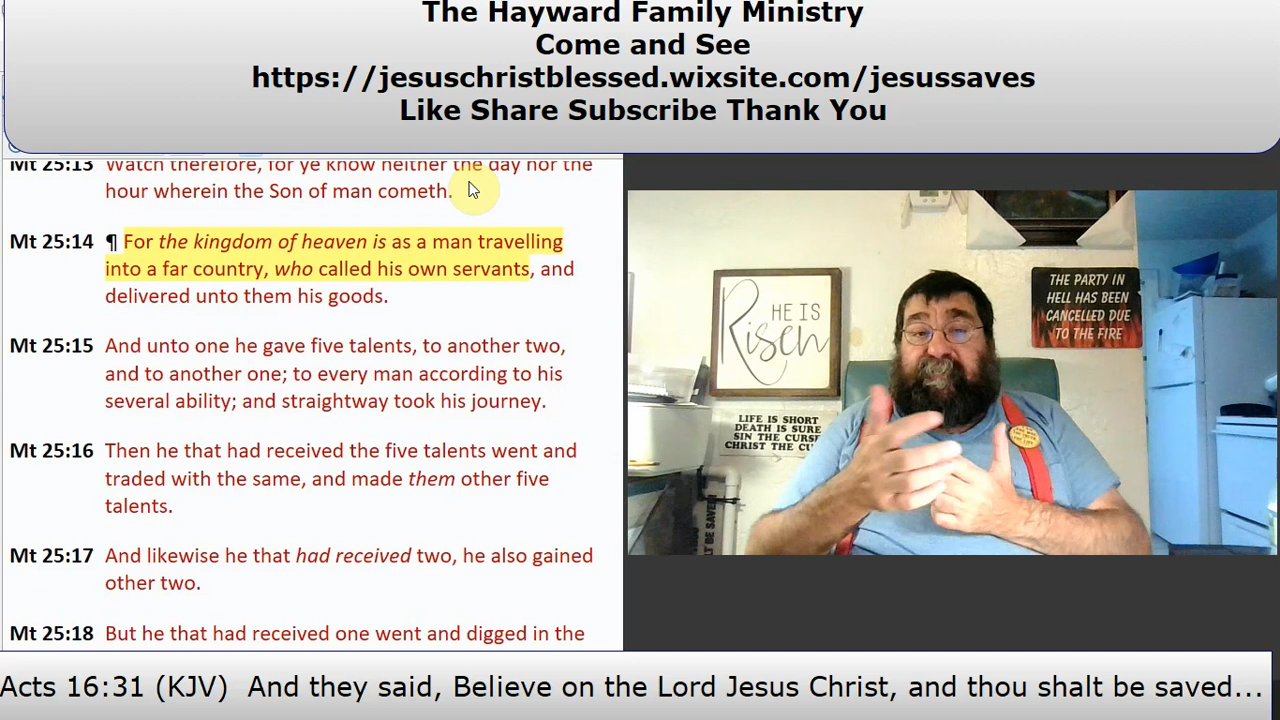 The Hayward Family Ministry
Come and See
https://jesuschristblessed.wixsite.com/jesussaves
Like Share Subscribe Thank You
Mt 25:13 Watch therefore, for ye know neither the day nor the
hour wherein the Son of man cometh.
Mt 25:14 ¶ For the kingdom of heaven is as a man travelling
into a far country, who called his own servants, and
delivered unto them his goods.
Mt 25:15 And unto one he gave five talents, to another two,
and to another one; to every man according to his
several ability; and straightway took his journey.
Mt 25:16 Then he that had received the five talents went and
traded with the same, and made them other five
talents.
Mt 25:17 And likewise he that had received two, he also gained
other two.
Mt 25:18 But he that had received one went and digged in the
HE IS
Risen
THE PARTY IN
HELL HAS BEEN
CANCELLED DUE
TO THE FIRE
LIFE IS SHORT
DEATH IS SURE
SIN THE CURSE
CHRIST THE CU
BE SAVED
Acts 16:31 (KJV) And they said, Believe on the Lord Jesus Christ, and thou shalt be saved...